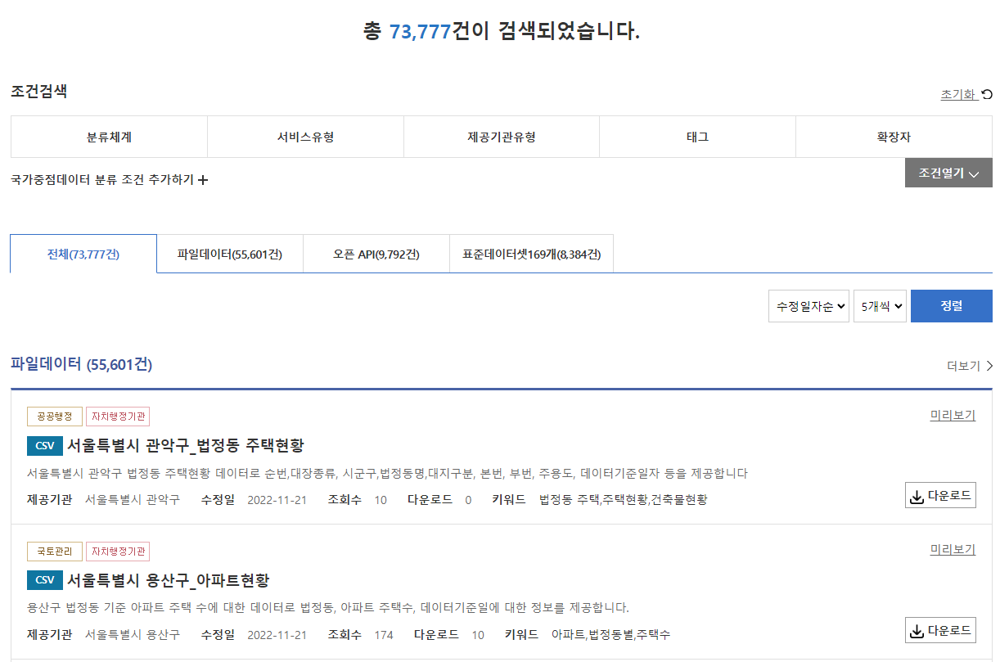 총 73,777건이 검색되었습니다.
조건검색
초기화
분류체계 서비스유형 제공기관유형 태그 확장자
국가중점데이터 분류 조건 추가하기
조건열기
전체(73,777건) 파일데이터(55,601건) 오픈 API(9,792건) 표준데이터셋169개(8,384건)
수정일자순 5개씩 정렬
파일데이터 (55,601건)
더보기
공공행정 자치행정기관
미리보기
CSV 서울특별시 관악구_법정동 주택현황
서울특별시 관악구 법정동 주택현황 데이터로 순번,대장종류, 시군구,법정동명,대지구분, 본번, 부번, 주용도, 데이터기준일자 등을 제공합니다
제공기관 서울특별시 관악구 수정일 2022-11-21 조회수 10 다운로드 0 키워드 법정동 주택,주택현황,건축물현황
다운로드
국토관리 자치행정기관
미리보기
CSV 서울특별시 용산구_아파트현황
용산구 법정동 기준 아파트 주택 수에 대한 데이터로 법정동, 아파트 주택수, 데이터기준일에 대한 정보를 제공합니다.
제공기관 서울특별시 용산구 수정일 2022-11-21 조회수 174 다운로드 10 키워드 아파트,법정동별,주택수
다운로드